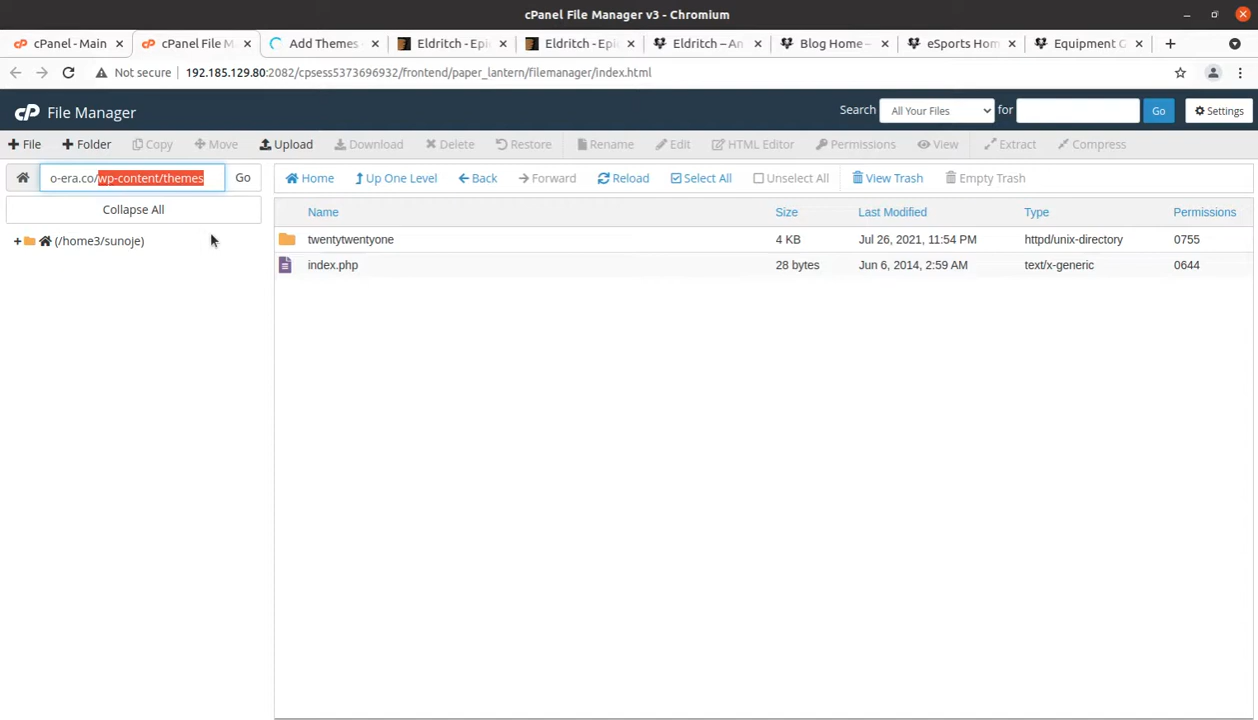 cPanel File Manager v3 - Chromium
cPanel - Main
cPanel File M
Add Themes
Eldritch - Epi
Eldritch - Epi
Eldritch – An
Blog Home –
eSports Hom
Equipment G
Not secure
192.185.129.80:2082/cpsess5373696932/frontend/paper_lantern/filemanager/index.html
cP File Manager
Search
All Your Files
for
Go
Settings
File
Folder
Copy
Move
Upload
Download
Delete
Restore
Rename
Edit
HTML Editor
Permissions
View
Extract
Compress
o-era.co/wp-content/themes
Go
Home
Up One Level
Back
Forward
Reload
Select All
Unselect All
View Trash
Empty Trash
Collapse All
(/home3/sunoje)
Name Size Last Modified Type Permissions
twentytwentyone 4 KB Jul 26, 2021, 11:54 PM httpd/unix-directory 0755
index.php 28 bytes Jun 6, 2014, 2:59 AM text/x-generic 0644